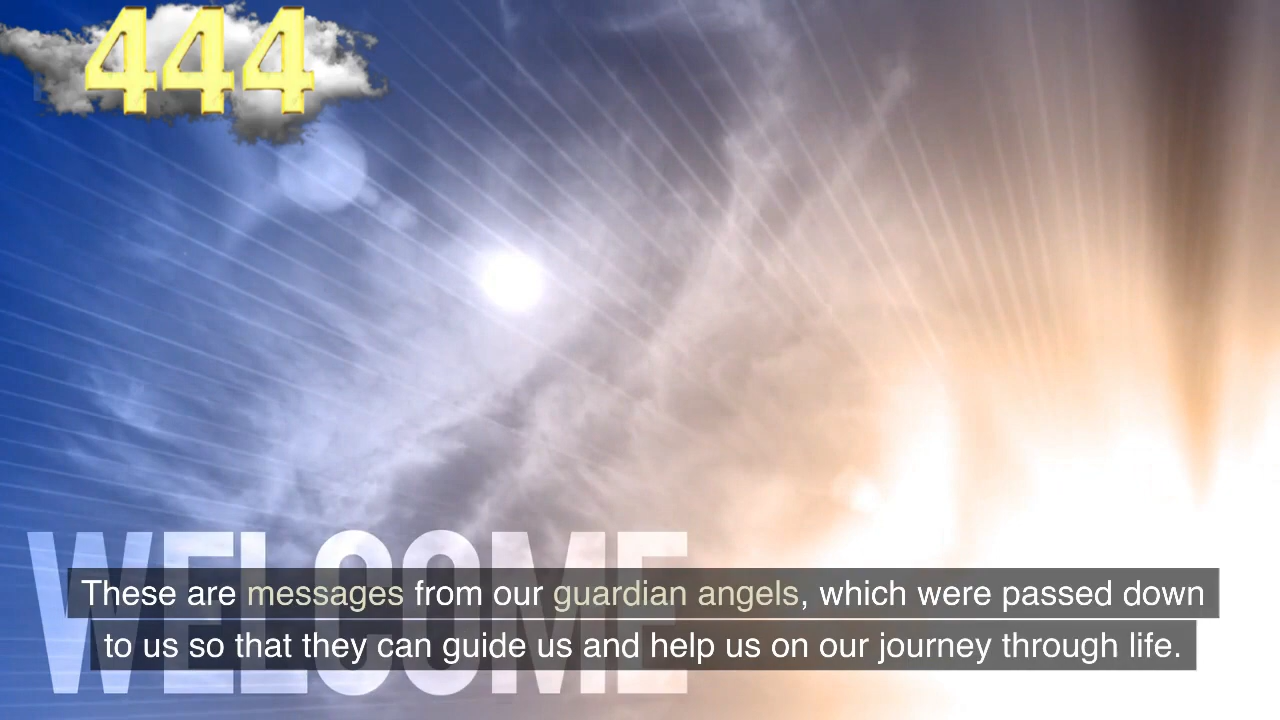 444
WELCOME
These are messages from our guardian angels, which were passed down
to us so that they can guide us and help us on our journey through life.